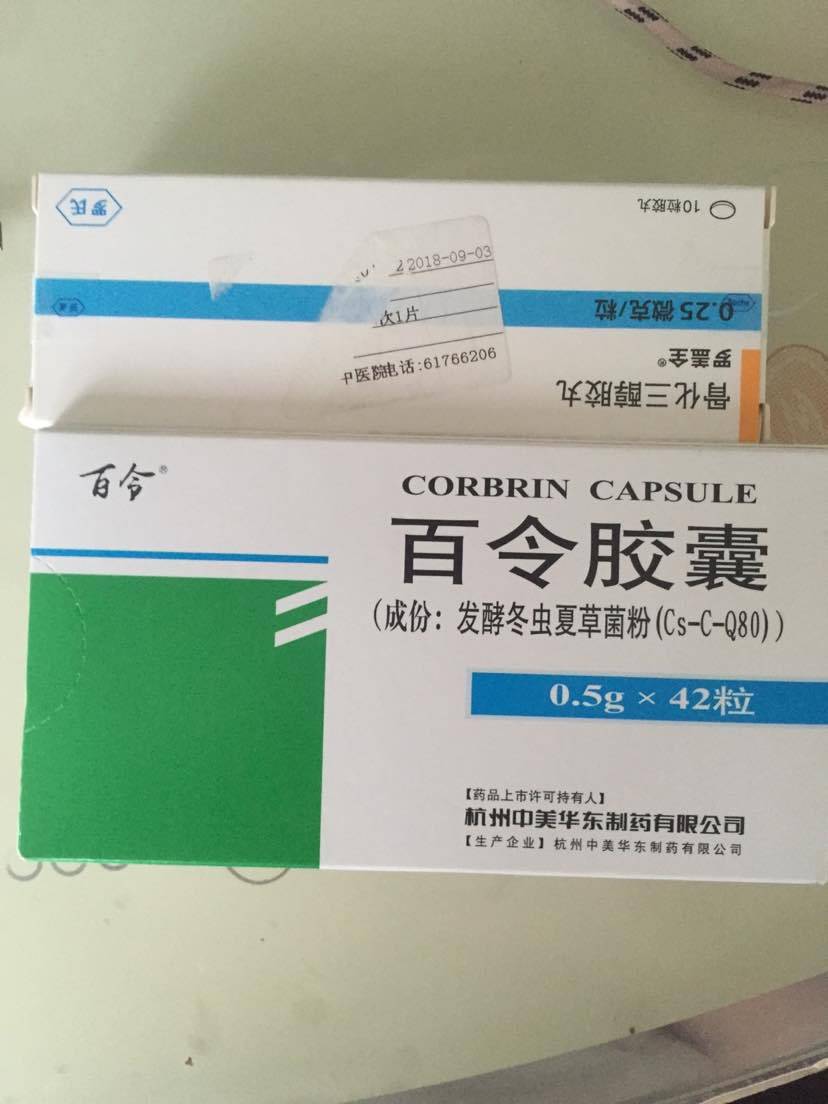 罗氏
10粒胶丸
2018-09-03
0.25微克/粒
次1片
中医院电话:61766206
罗盖全®
骨化三醇胶丸
百令®
CORBRIN CAPSULE
百令胶囊
(成份: 发酵冬虫夏草菌粉(Cs-C-Q80))
0.5g × 42粒
【药品上市许可持有人】
杭州中美华东制药有限公司
【生产企业】杭州中美华东制药有限公司